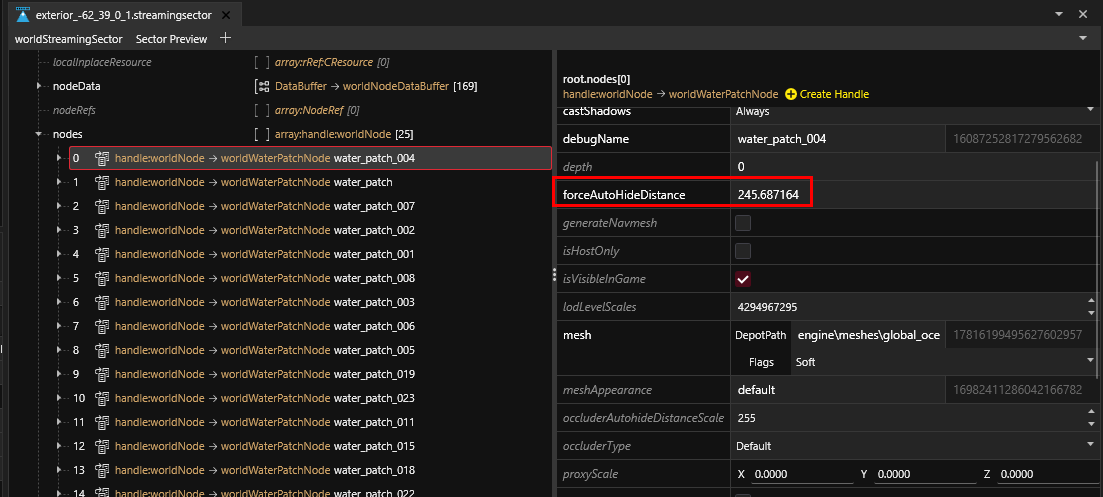 exterior_-62_39_0_1.streamingsector
worldStreamingSector Sector Preview
localInplaceResource [ ] array:rRef:CResource [0]
nodeData DataBuffer → worldNodeDataBuffer [169]
nodeRefs [ ] array:NodeRef [0]
nodes [ ] array:handle:worldNode [25]
0 handle:worldNode → worldWaterPatchNode water_patch_004
1 handle:worldNode → worldWaterPatchNode water_patch
2 handle:worldNode → worldWaterPatchNode water_patch_007
3 handle:worldNode → worldWaterPatchNode water_patch_002
4 handle:worldNode → worldWaterPatchNode water_patch_001
5 handle:worldNode → worldWaterPatchNode water_patch_008
6 handle:worldNode → worldWaterPatchNode water_patch_003
7 handle:worldNode → worldWaterPatchNode water_patch_006
8 handle:worldNode → worldWaterPatchNode water_patch_005
9 handle:worldNode → worldWaterPatchNode water_patch_019
10 handle:worldNode → worldWaterPatchNode water_patch_023
11 handle:worldNode → worldWaterPatchNode water_patch_011
12 handle:worldNode → worldWaterPatchNode water_patch_015
13 handle:worldNode → worldWaterPatchNode water_patch_018
14 handle:worldNode → worldWaterPatchNode water_patch_022
root.nodes[0]
handle:worldNode → worldWaterPatchNode Create Handle
castShadows Always
debugName water_patch_004 16087252817279562682
depth 0
forceAutoHideDistance 245.687164
generateNavmesh
isHostOnly
isVisibleInGame
lodLevelScales 4294967295
mesh DepotPath engine\meshes\global_oce 17816199495627602957
Flags Soft
meshAppearance default 16982411286042166782
occluderAutohideDistanceScale 255
occluderType Default
proxyScale X 0.0000 Y 0.0000 Z 0.0000